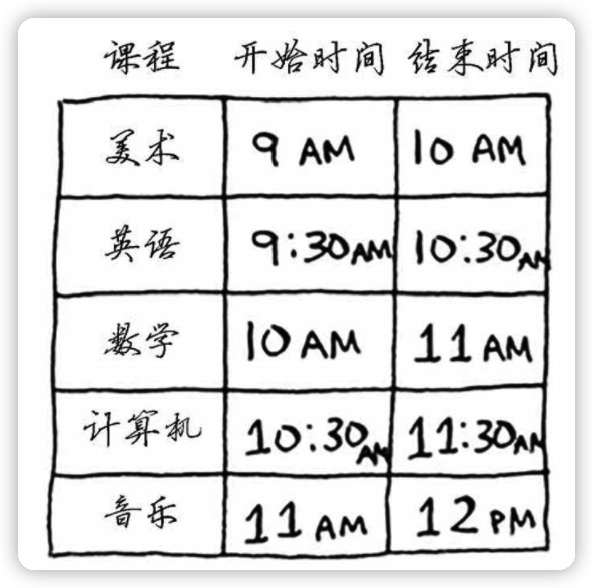 课程 开始时间 结束时间
美术 9 AM 10 AM
英语 9:30AM 10:30AM
数学 10 AM 11 AM
计算机 10:30AM 11:30AM
音乐 11 AM 12 PM